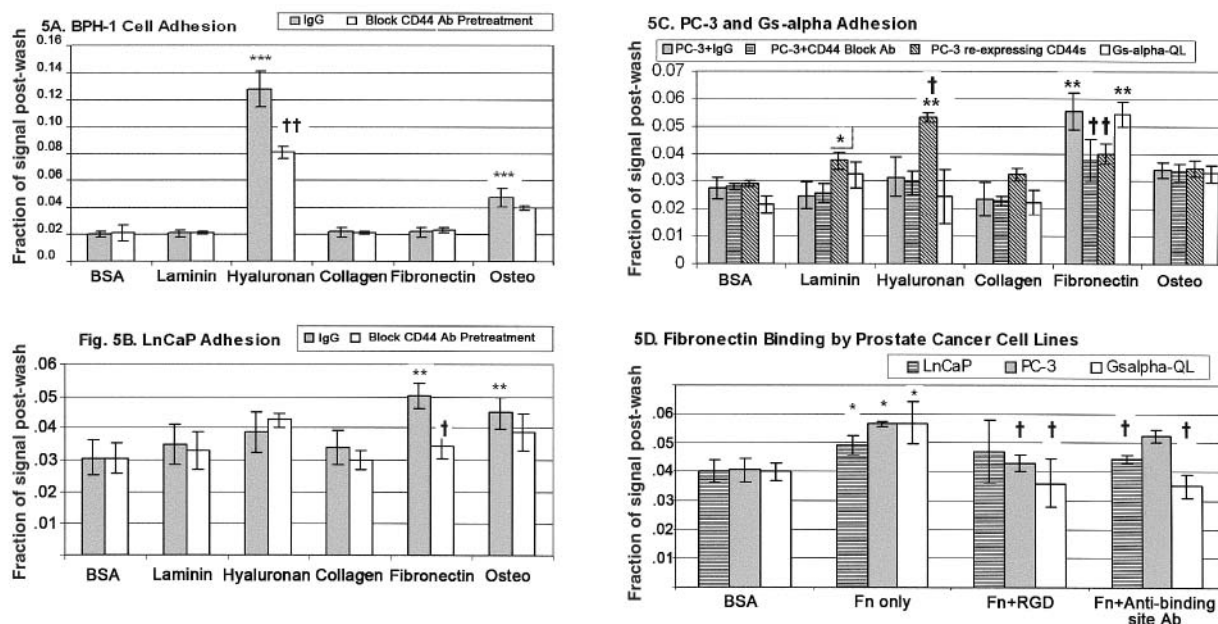 5A. BPH-1 Cell Adhesion
IgG Block CD44 Ab Pretreatment
Fraction of signal post-wash
0.16
0.14
0.12
0.10
0.08
0.06
0.04
0.02
0.0
***
††
***
BSA Laminin Hyaluronan Collagen Fibronectin Osteo
5C. PC-3 and Gs-alpha Adhesion
PC-3+IgG PC-3+CD44 Block Ab PC-3 re-expressing CD44s Gs-alpha-QL
Fraction of signal post-wash
0.07
0.06
0.05
0.04
0.03
0.02
0.01
0
*
†
**
**
††
**
BSA Laminin Hyaluronan Collagen Fibronectin Osteo
Fig. 5B. LnCaP Adhesion
IgG Block CD44 Ab Pretreatment
Fraction of signal post-wash
.06
.05
.04
.03
.02
.01
**
†
**
BSA Laminin Hyaluronan Collagen Fibronectin Osteo
5D. Fibronectin Binding by Prostate Cancer Cell Lines
LnCaP PC-3 Gsalpha-QL
Fraction of signal post-wash
.06
.05
.04
.03
.02
.01
* * *
† †
† †
BSA Fn only Fn+RGD Fn+Anti-binding
site Ab